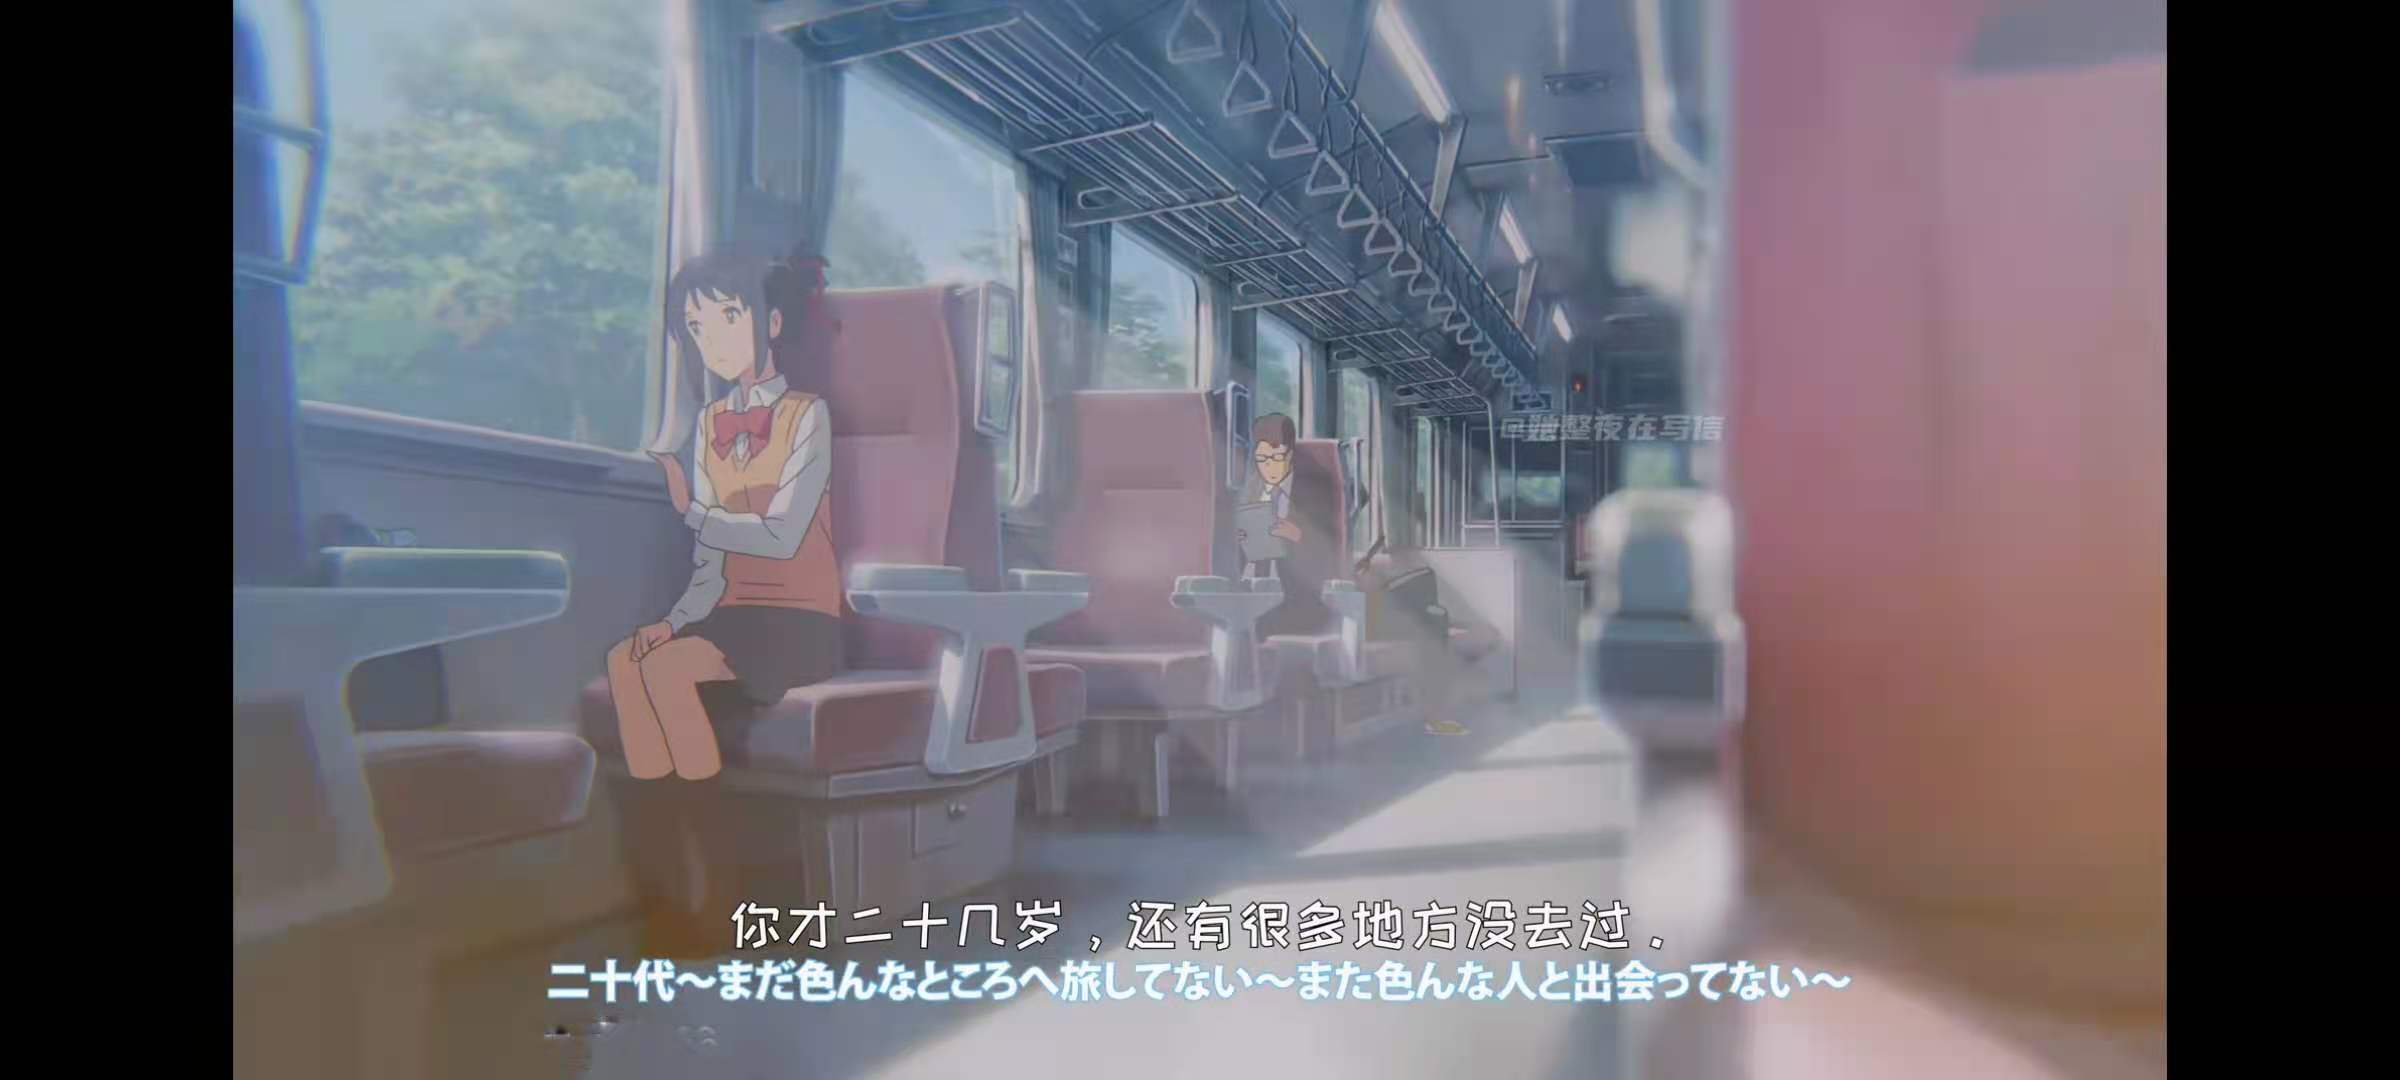 @她整夜在写信
你才二十几岁，还有很多地方没去过.
二十代〜まだ色んなところへ旅してない〜また色んな人と出会ってない〜